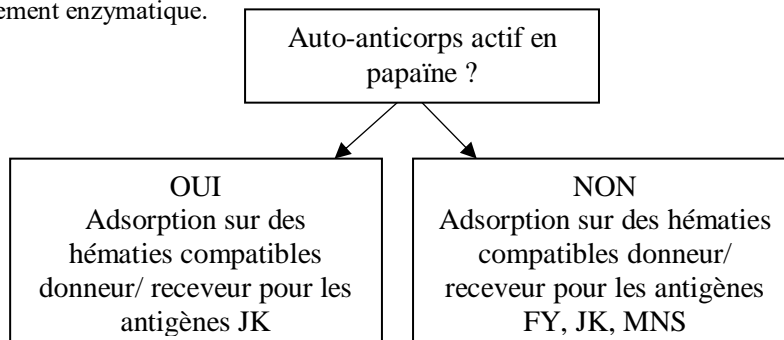 ement enzymatique.
Auto-anticorps actif en
papaïne ?
OUI
Adsorption sur des
hématies compatibles
donneur/ receveur pour les
antigènes JK
NON
Adsorption sur des hématies
compatibles donneur/
receveur pour les antigènes
FY, JK, MNS